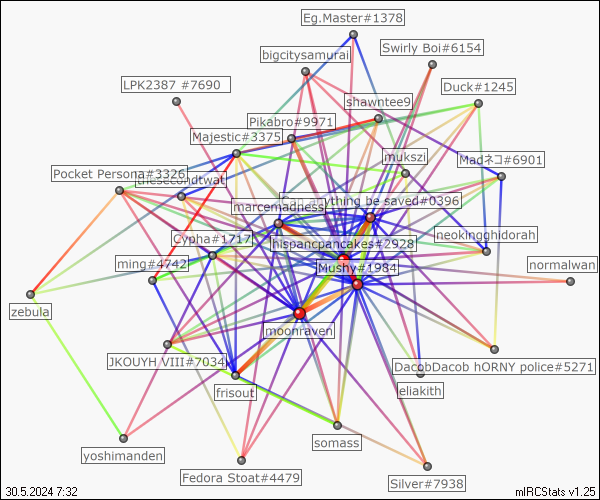 Eg.Master#1378
Swirly Boi#6154
bigcitysamurai
LPK2387 #7690
Duck#1245
shawntee9
Pikabro#9971
Majestic#3375
mukszi
Madネコ#6901
Pocket Persona#3326
thesecondtwat
Can anything be saved#0396
marcemadness
neokingghidorah
Cypha#1717
hispancpancakes#2928
ming#4742
Mushy#1984
normalwan
zebula
moonraven
JKOUYH VIII#7034
DacobDacob hORNY police#5271
frisout
eliakith
somass
yoshimanden
Fedora Stoat#4479
Silver#7938
30.5.2024 7:32
mIRCStats v1.25